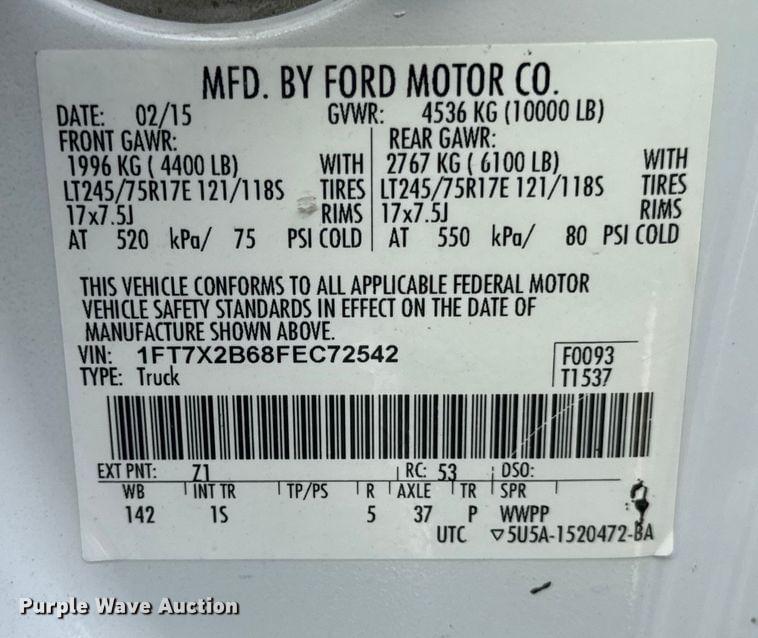 MFD. BY FORD MOTOR CO.
DATE: 02/15 GVWR: 4536 KG (10000 LB)
FRONT GAWR: REAR GAWR:
1996 KG ( 4400 LB) WITH 2767 KG ( 6100 LB) WITH
LT245/75R17E 121/118S TIRES LT245/75R17E 121/118S TIRES
17x7.5J RIMS 17x7.5J RIMS
AT 520 kPa/ 75 PSI COLD AT 550 kPa/ 80 PSI COLD
THIS VEHICLE CONFORMS TO ALL APPLICABLE FEDERAL MOTOR
VEHICLE SAFETY STANDARDS IN EFFECT ON THE DATE OF
MANUFACTURE SHOWN ABOVE.
VIN: 1FT7X2B68FEC72542 F0093
TYPE: Truck T1537
EXT PNT: Z1 RC: 53 DSO:
WB INT TR TP/PS R AXLE TR SPR
142 1S 5 37 P WWPP
UTC ▽5U5A-1520472-BA
Purple Wave Auction